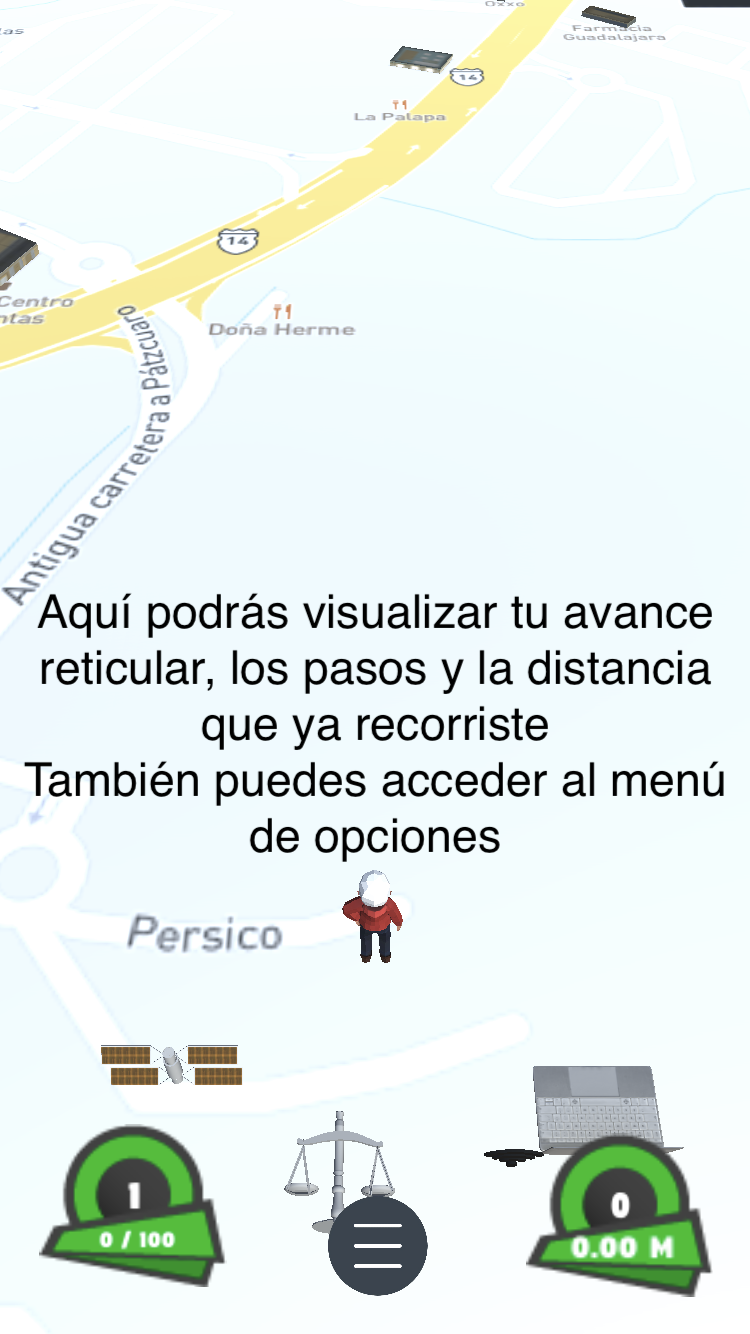 Oxxo
las
Farmacia
Guadalajara
14
La Palapa
14
Centro
ntas
Doña Herme
Antigua carretera a Pátzcuaro
Aquí podrás visualizar tu avance
reticular, los pasos y la distancia
que ya recorriste
También puedes acceder al menú
de opciones
Persico
1
0 / 100
0
0.00 M